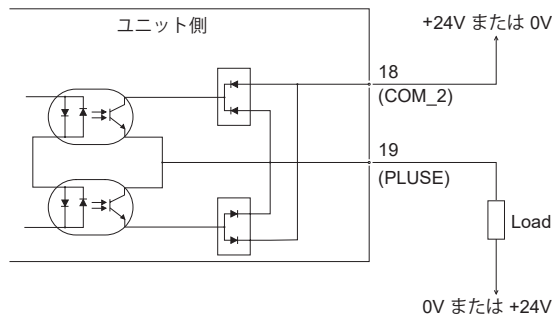 ユニット側
+24V または 0V
18
(COM_2)
19
(PLUSE)
Load
0V または +24V